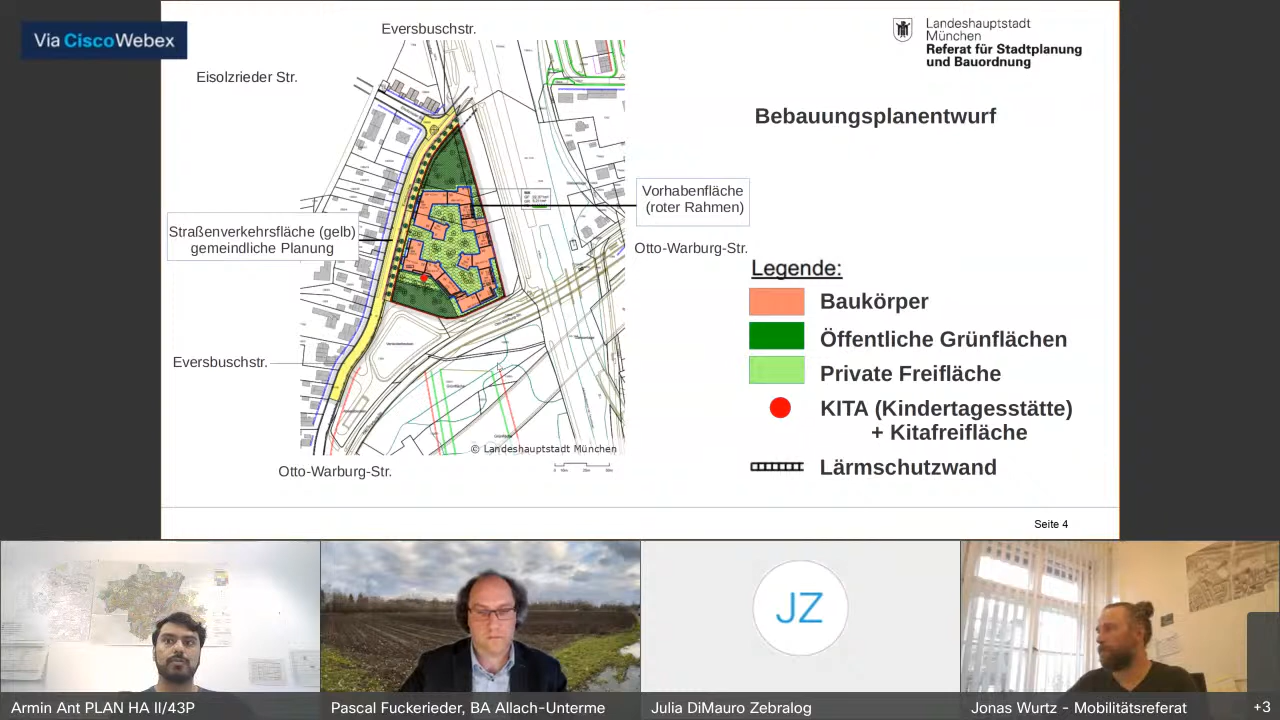 Via Cisco Webex
Eversbuschstr.
Eisolzrieder Str.
Landeshauptstadt
München
Referat für Stadtplanung
und Bauordnung
Bebauungsplanentwurf
Vorhabenfläche
(roter Rahmen)
Straßenverkehrsfläche (gelb)
gemeindliche Planung
Otto-Warburg-Str.
Legende:
Baukörper
Öffentliche Grünflächen
Private Freifläche
KITA (Kindertagesstätte)
+ Kitafreifläche
Lärmschutzwand
Eversbuschstr.
© Landeshauptstadt München
Otto-Warburg-Str.
Seite 4
JZ
Armin Ant PLAN HA II/43P
Pascal Fuckerieder, BA Allach-Unterme
Julia DiMauro Zebralog
Jonas Wurtz - Mobilitätsreferat
+3